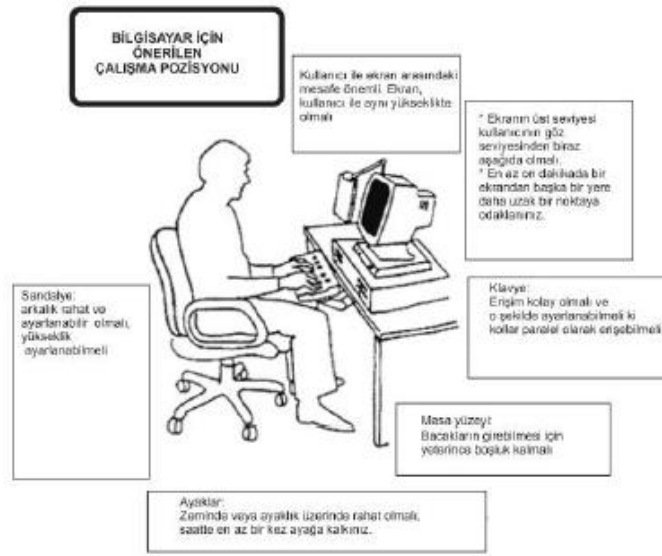 BİLGİSAYAR İÇİN
ÖNERİLEN
ÇALIŞMA POZİSYONU
Kullanıcı ile ekran arasındaki
mesafe önemli. Ekran,
kullanıcı ile aynı yükseklikte
olmalı
* Ekranın üst seviyesi
kullanıcının göz
seviyesinden biraz
aşağıda olmalı.
* En az on dakikada bir
ekrandan başka bir yere
daha uzak bir noktaya
odaklanınız.
Sandalye:
arkalık rahat ve
ayarlanabilir olmalı,
yükseklik
ayarlanabilmeli
Klavye:
Erişim kolay olmalı ve
o şekilde ayarlanabilmeli ki
kollar paralel olarak erişebilmeli
Masa yüzeyi:
Bacakların girebilmesi için
yeterince boşluk kalmalı
Ayaklar:
Zeminde veya ayaklık üzerinde rahat olmalı,
saatte en az bir kez ayağa kalkınız.